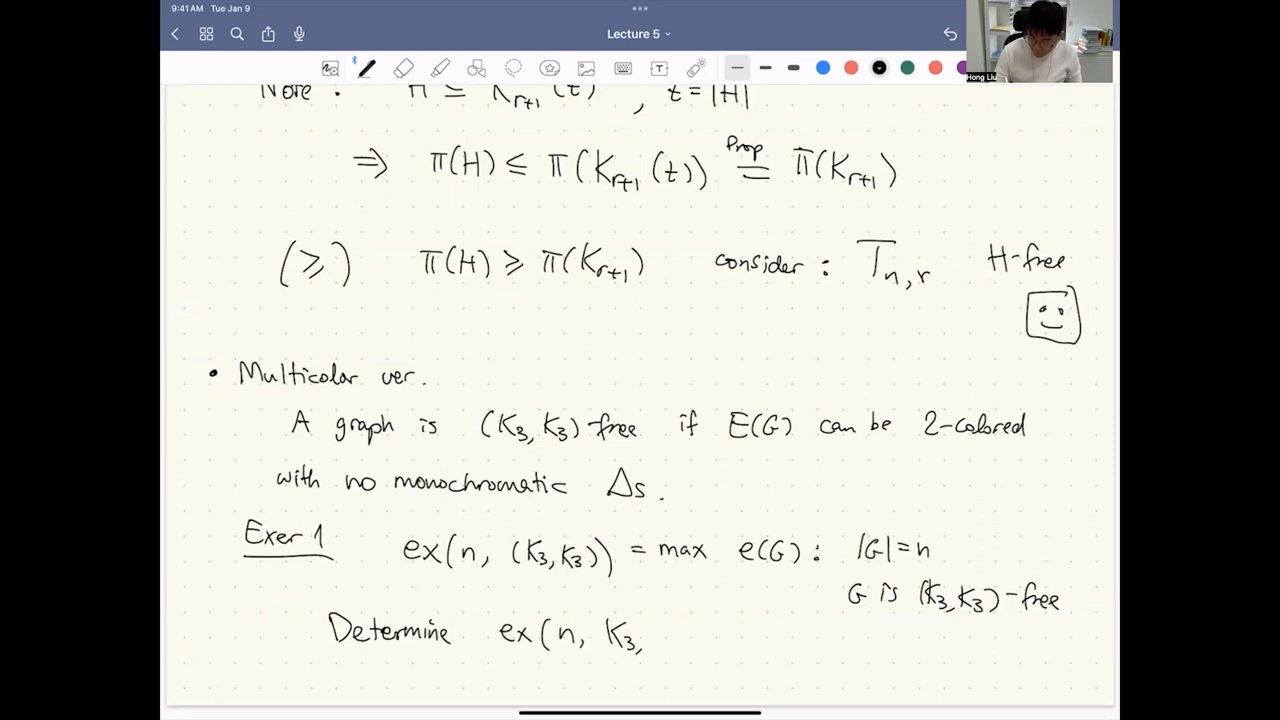 9:41 AM Tue Jan 9
Lecture 5
Hong Liu
Note : H ⊆ K_{r+1}(t) , t = |H|
⇒ π(H) ≤ π(K_{r+1}(t)) =^{Prop} π(K_{r+1})
(≥) π(H) ≥ π(K_{r+1}) consider : T_{n,r} H-free
• Multicolor ver.
A graph is (K_3, K_3)-free if E(G) can be 2-colored
with no monochromatic Δs.
Exer 1 ex(n, (K_3, K_3)) = max e(G) : |G| = n
G is (K_3, K_3)-free
Determine ex(n, K_3,